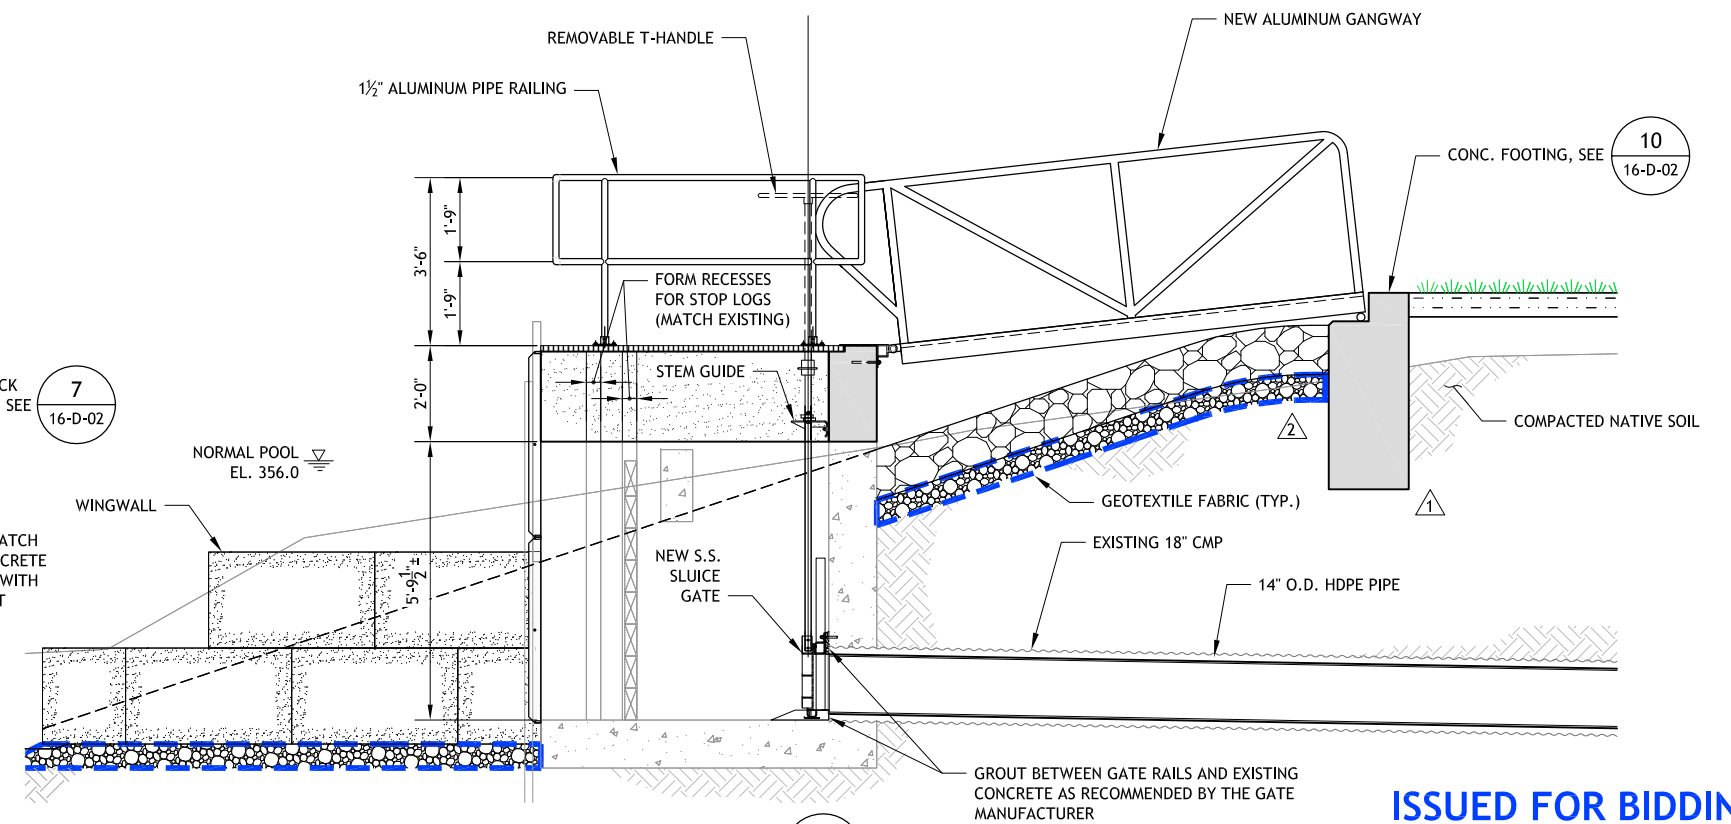 NEW ALUMINUM GANGWAY
REMOVABLE T-HANDLE
1½" ALUMINUM PIPE RAILING
CONC. FOOTING, SEE
10
16-D-02
1'-9"
3'-6"
1'-9"
FORM RECESSES
FOR STOP LOGS
(MATCH EXISTING)
STEM GUIDE
2'-0"
CK
SEE
7
16-D-02
COMPACTED NATIVE SOIL
2
NORMAL POOL
EL. 356.0
GEOTEXTILE FABRIC (TYP.)
1
WINGWALL
ATCH
CRETE
WITH
T
5'-9½" ±
EXISTING 18" CMP
NEW S.S.
SLUICE
GATE
14" O.D. HDPE PIPE
GROUT BETWEEN GATE RAILS AND EXISTING
CONCRETE AS RECOMMENDED BY THE GATE
MANUFACTURER
ISSUED FOR BIDDIN